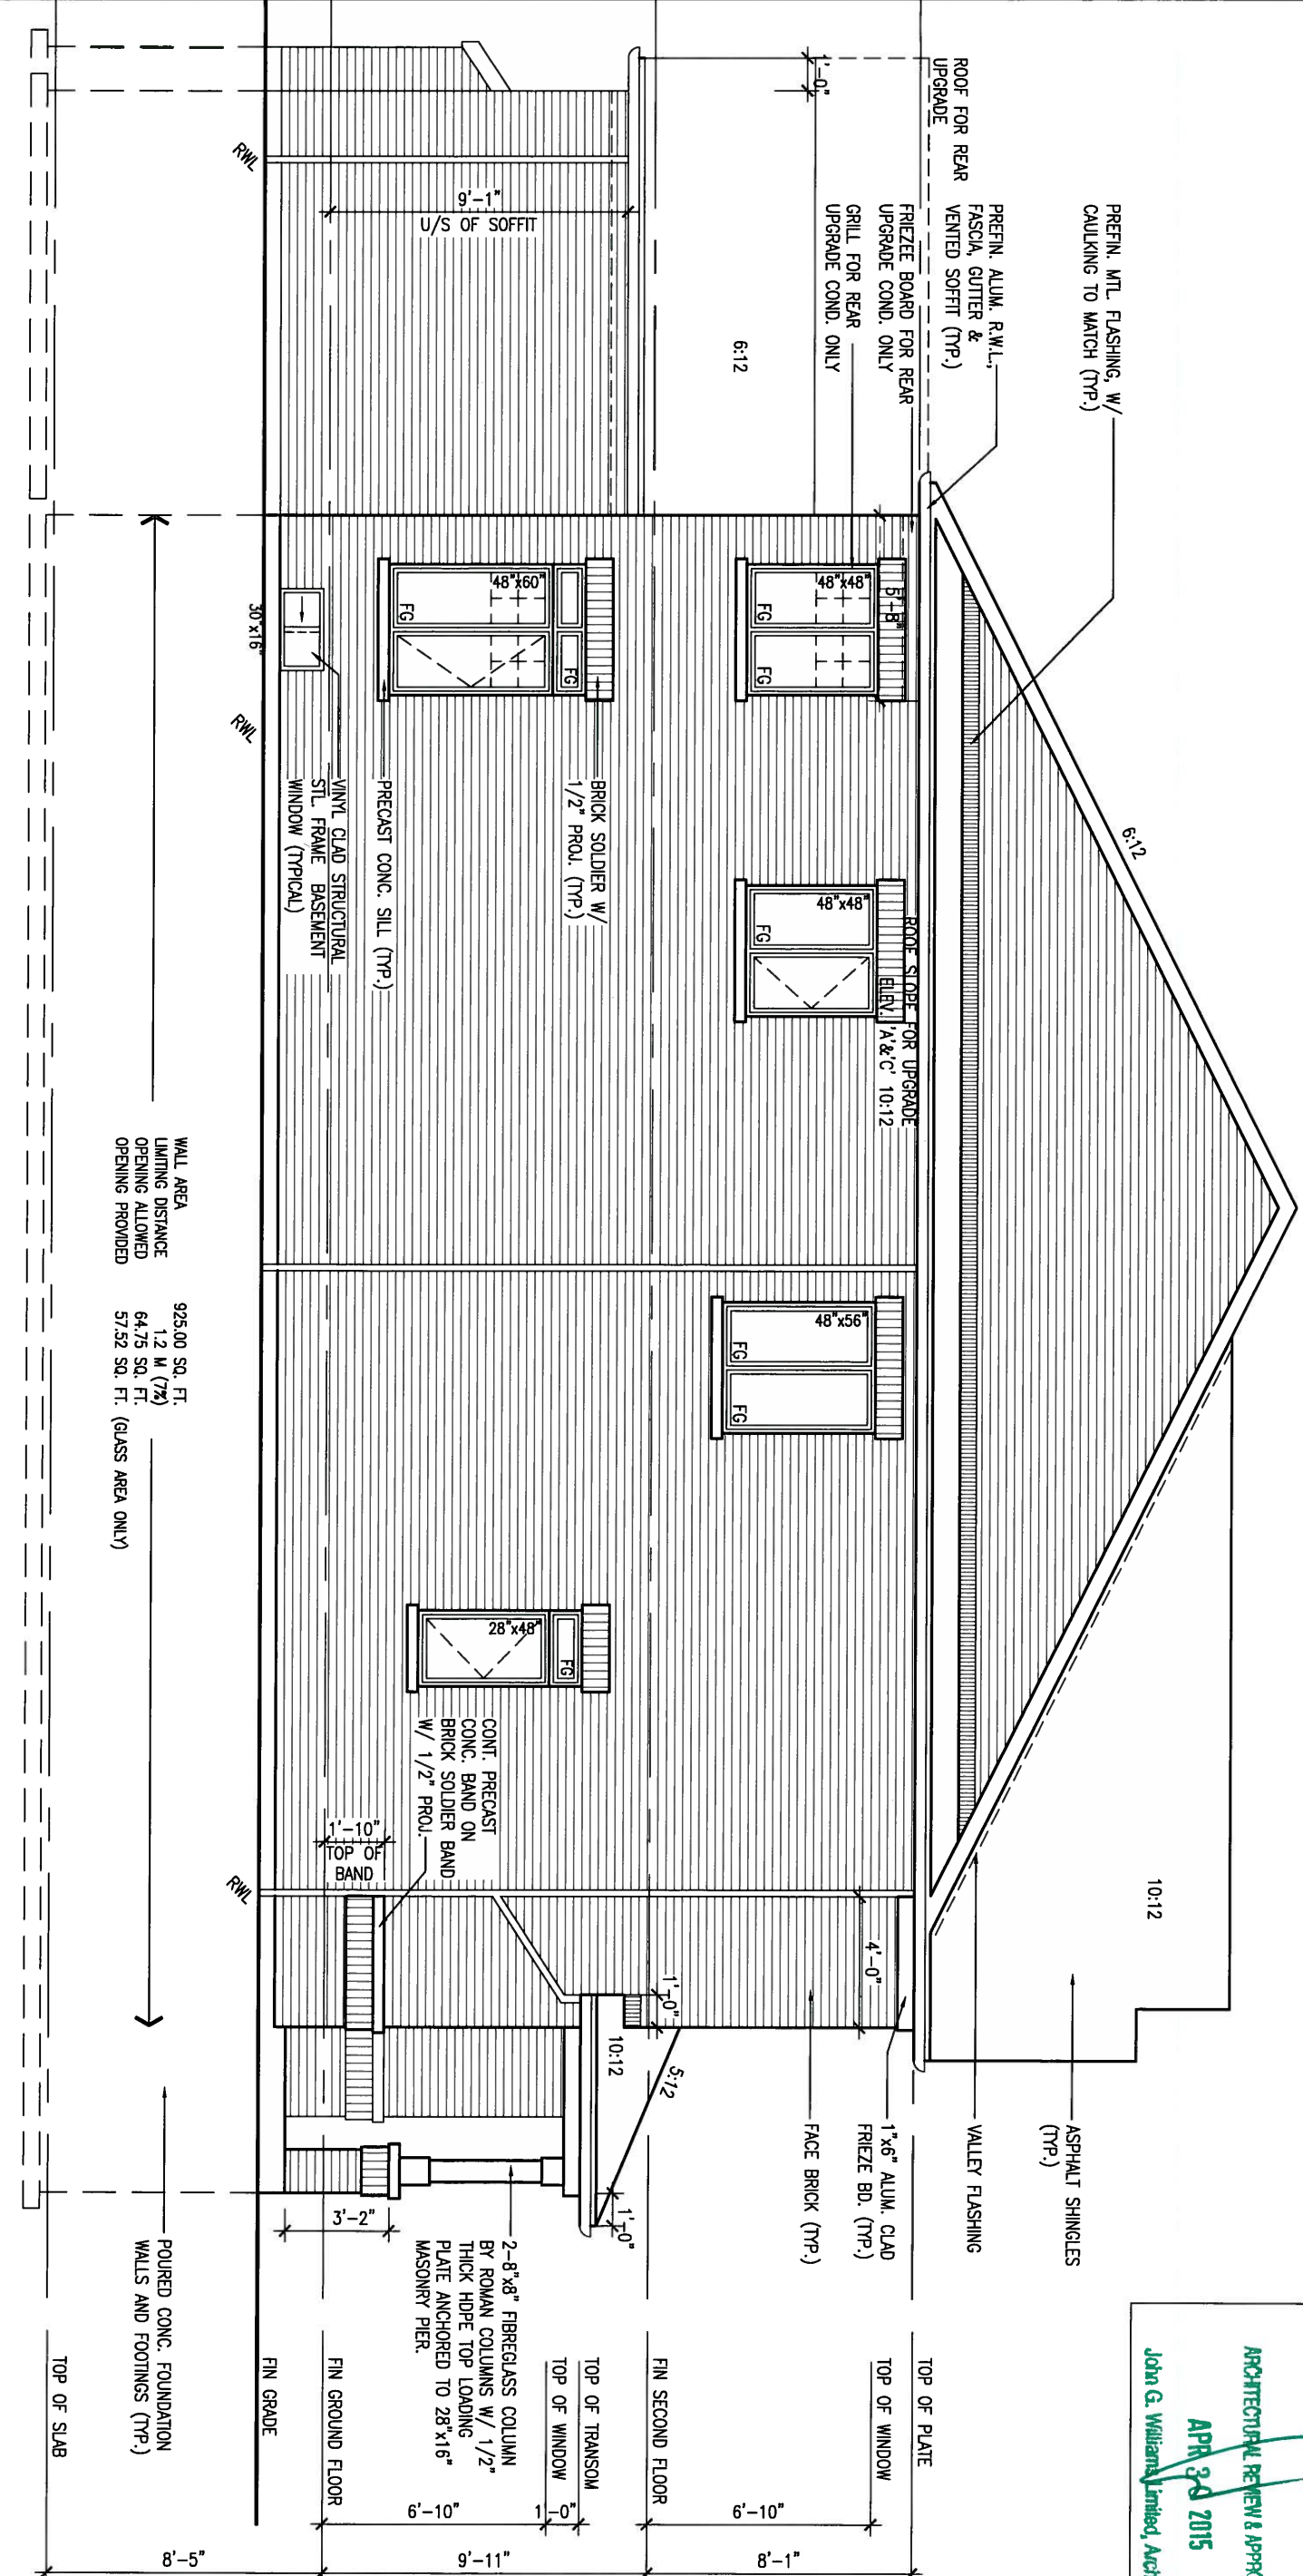 ARCHITECTURAL REVIEW & APPR
APR 30 2015
John G. Williams Limited, Arch
PREFIN. MTL. FLASHING, W/
CAULKING TO MATCH (TYP.)
ROOF FOR REAR
UPGRADE
PREFIN. ALUM. R.W.L.,
FASCIA, GUTTER &
VENTED SOFFIT (TYP.)
FRIEZEE BOARD FOR REAR
UPGRADE COND. ONLY
GRILL FOR REAR
UPGRADE COND. ONLY
1'-0"
6:12
6:12
10:12
ASPHALT SHINGLES
(TYP.)
VALLEY FLASHING
1"x6" ALUM. CLAD
FRIEZE BD. (TYP.)
FACE BRICK (TYP.)
5'-8"
48"x48"
FG
FG
48"x48"
FG
ROOF SLOPE FOR UPGRADE
ELEV. 'A'&'C' 10:12
48"x56"
FG
FG
4'-0"
1'-0"
5:12
10:12
1'-0"
9'-1"
U/S OF SOFFIT
48"x60"
FG
FG
BRICK SOLDIER W/
1/2" PROJ. (TYP.)
PRECAST CONC. SILL (TYP.)
VINYL CLAD STRUCTURAL
STL. FRAME BASEMENT
WINDOW (TYPICAL)
30"x16"
28"x48"
FG
CONT. PRECAST
CONC. BAND ON
BRICK SOLDIER BAND
W/ 1/2" PROJ.
1'-10"
TOP OF
BAND
RWL
RWL
RWL
3'-2"
2-8"x8" FIBREGLASS COLUMN
BY ROMAN COLUMNS W/ 1/2"
THICK HDPE TOP LOADING
PLATE ANCHORED TO 28"x16"
MASONRY PIER.
WALL AREA 925.00 SQ. FT.
LIMITING DISTANCE 1.2 M (7%)
OPENING ALLOWED 64.75 SQ. FT.
OPENING PROVIDED 57.52 SQ. FT. (GLASS AREA ONLY)
POURED CONC. FOUNDATION
WALLS AND FOOTINGS (TYP.)
TOP OF PLATE
TOP OF WINDOW
FIN SECOND FLOOR
TOP OF TRANSOM
TOP OF WINDOW
FIN GROUND FLOOR
FIN GRADE
TOP OF SLAB
6'-10"
8'-1"
1'-0"
6'-10"
9'-11"
8'-5"